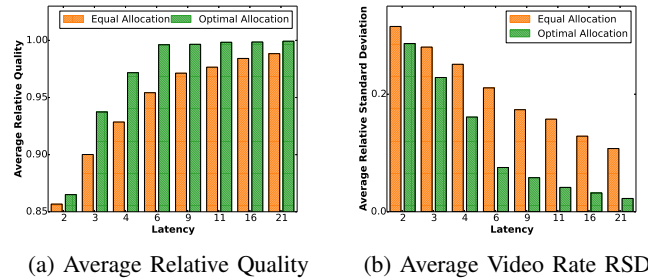 Equal Allocation Optimal Allocation
Average Relative Quality
1.00
0.95
0.90
0.85
2 3 4 6 9 11 16 21
Latency
(a) Average Relative Quality
Equal Allocation
Optimal Allocation
Average Relative Standard Deviation
0.2
0.0
2 3 4 6 9 11 16 21
Latency
(b) Average Video Rate RSD